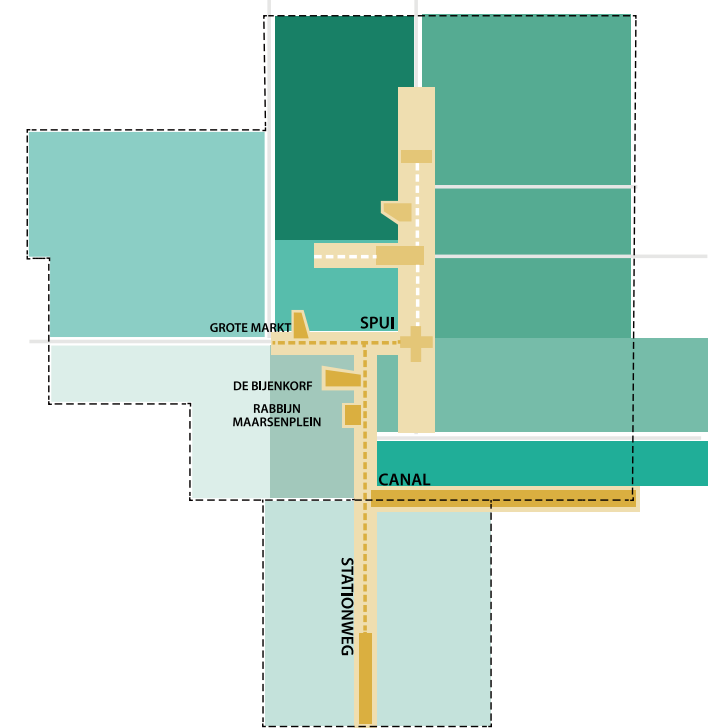 SPUI
GROTE MARKT
DE BIJENKORF
RABBIJN
MAARSENPLEIN
CANAL
STATIONWEG